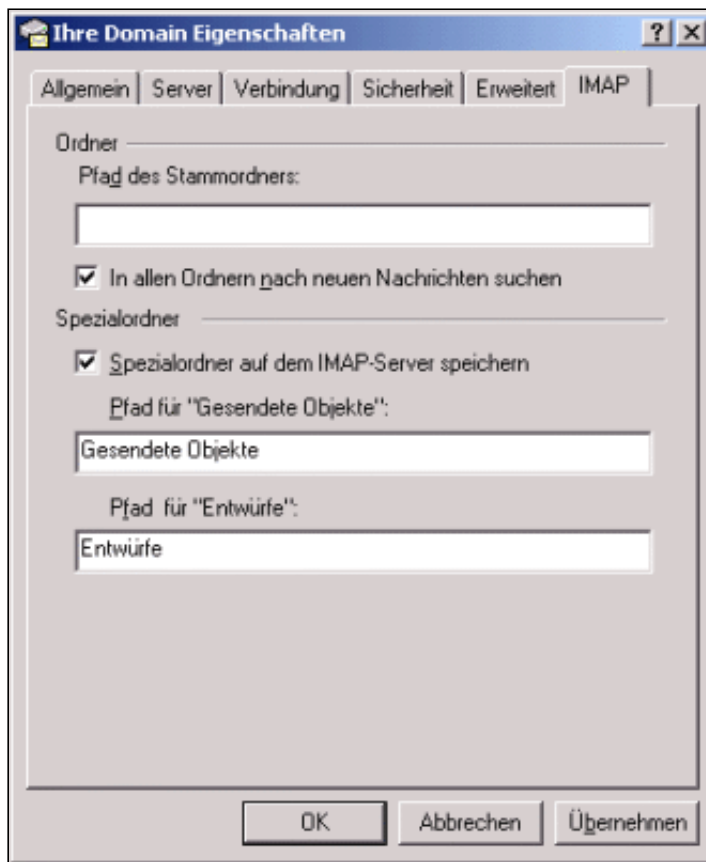 Ihre Domain Eigenschaften
Allgemein Server Verbindung Sicherheit Erweitert IMAP
Ordner
Pfad des Stammordners:
In allen Ordnern nach neuen Nachrichten suchen
Spezialordner
Spezialordner auf dem IMAP-Server speichern
Pfad für "Gesendete Objekte":
Gesendete Objekte
Pfad für "Entwürfe":
Entwürfe
OK Abbrechen Übernehmen